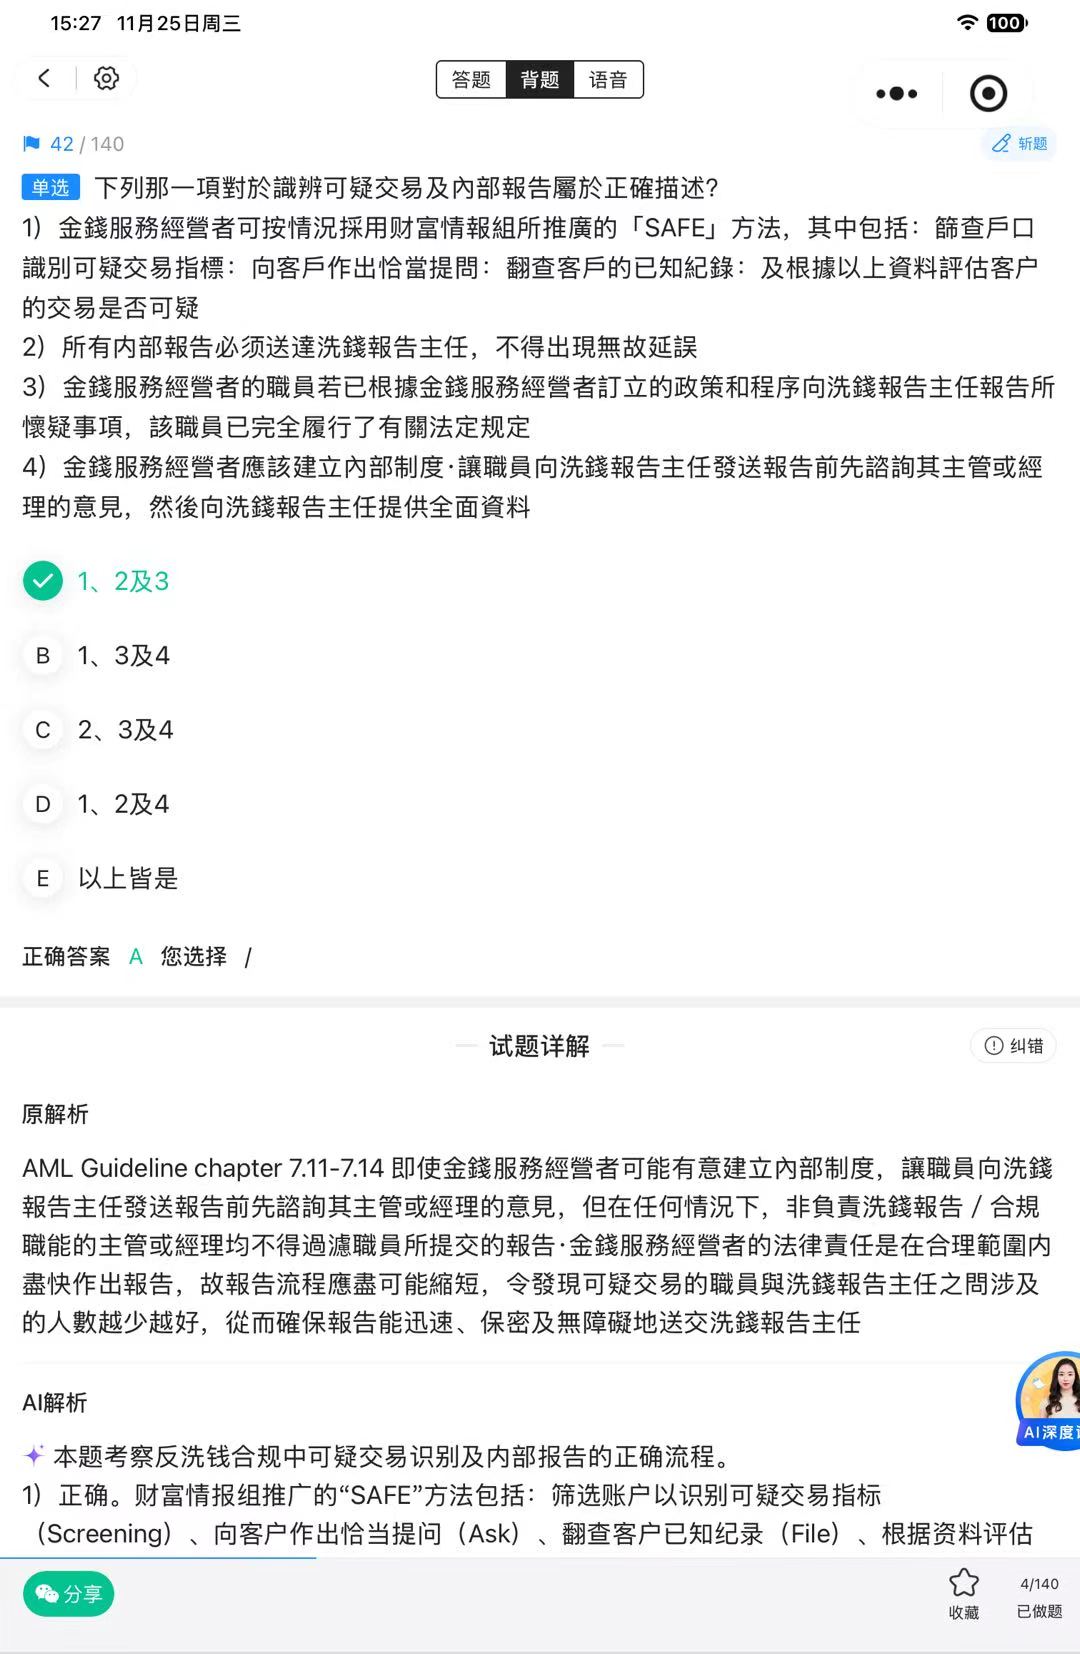 15:27 11月25日周三
100
答题 背题 语音
42 / 140
斩题
单选 下列那一項對於識辨可疑交易及內部報告屬於正確描述?
1）金錢服務經營者可按情況採用财富情報組所推廣的「SAFE」方法，其中包括：篩查戶口
識別可疑交易指標：向客戶作出恰當提問：翻查客戶的已知紀錄：及根據以上資料評估客户
的交易是否可疑
2）所有内部報告必须送達洗錢報告主任，不得出現無故延誤
3）金錢服務經營者的職員若已根據金錢服務經營者訂立的政策和程序向洗錢報告主任報告所
懷疑事項，該職員已完全履行了有關法定规定
4）金錢服務經營者應該建立內部制度·讓職員向洗錢報告主任發送報告前先諮詢其主管或經
理的意見，然後向洗錢報告主任提供全面資料
1、2及3
B 1、3及4
C 2、3及4
D 1、2及4
E 以上皆是
正确答案 A 您选择 /
试题详解
纠错
原解析
AML Guideline chapter 7.11-7.14 即使金錢服務經營者可能有意建立內部制度，讓職員向洗錢
報告主任發送報告前先諮詢其主管或經理的意見，但在任何情況下，非負責洗錢報告 / 合規
職能的主管或經理均不得過濾職員所提交的報告·金錢服務經營者的法律責任是在合理範圍内
盡快作出報告，故報告流程應盡可能縮短，令發現可疑交易的職員與洗錢報告主任之問涉及
的人數越少越好，從而確保報告能迅速、保密及無障礙地送交洗錢報告主任
AI解析
本题考察反洗钱合规中可疑交易识别及内部报告的正确流程。
1）正确。财富情报组推广的“SAFE”方法包括：筛选账户以识别可疑交易指标
（Screening）、向客户作出恰当提问（Ask）、翻查客户已知纪录（File）、根据资料评估
AI深度
分享
收藏
4/140
已做题